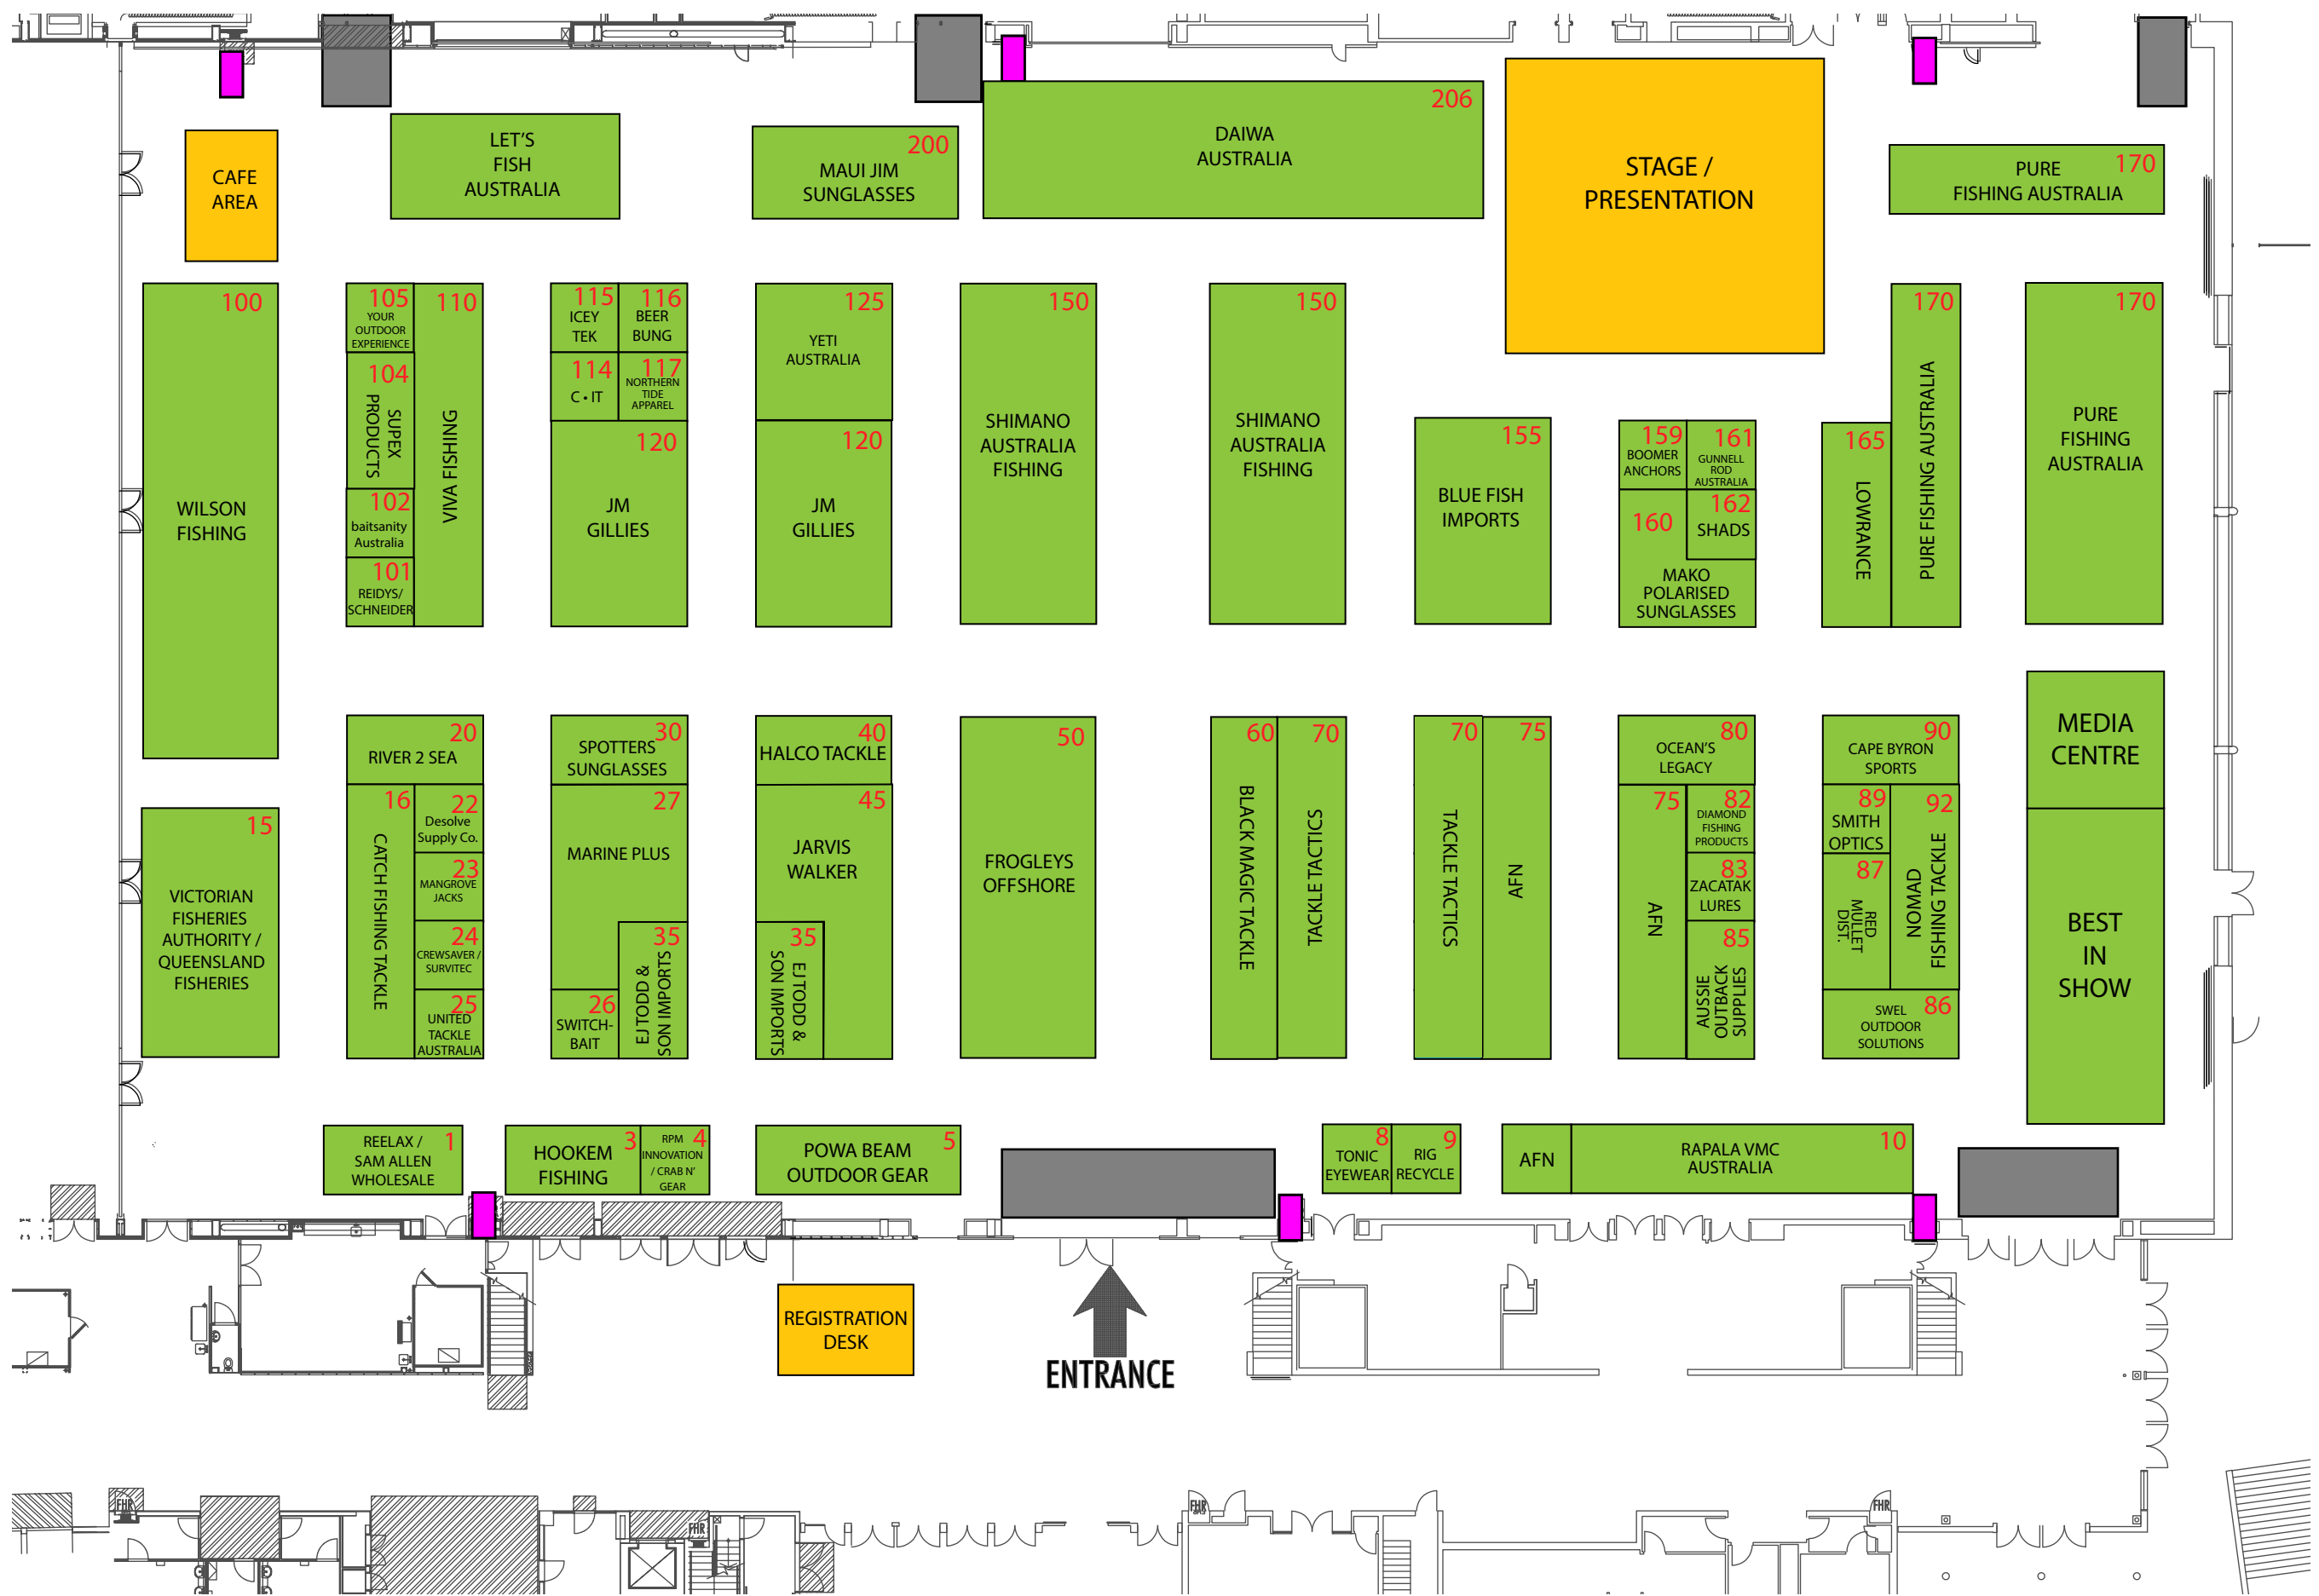 206
DAIWA
AUSTRALIA
LET'S
FISH
AUSTRALIA
200
MAUI JIM
SUNGLASSES
STAGE /
PRESENTATION
170
PURE
FISHING AUSTRALIA
CAFE
AREA
100
WILSON
FISHING
105
YOUR
OUTDOOR
EXPERIENCE
104
SUPEX
PRODUCTS
102
baitsanity
Australia
101
REIDYS/
SCHNEIDER
110
VIVA FISHING
115
ICEY
TEK
116
BEER
BUNG
114
C • IT
117
NORTHERN
TIDE
APPAREL
120
JM
GILLIES
125
YETI
AUSTRALIA
120
JM
GILLIES
150
SHIMANO
AUSTRALIA
FISHING
150
SHIMANO
AUSTRALIA
FISHING
155
BLUE FISH
IMPORTS
159
BOOMER
ANCHORS
161
GUNNELL
ROD
AUSTRALIA
160
162
SHADS
MAKO
POLARISED
SUNGLASSES
165
LOWRANCE
170
PURE FISHING AUSTRALIA
170
PURE
FISHING
AUSTRALIA
15
VICTORIAN
FISHERIES
AUTHORITY /
QUEENSLAND
FISHERIES
20
RIVER 2 SEA
16
CATCH FISHING TACKLE
22
Desolve
Supply Co.
23
MANGROVE
JACKS
24
CREWSAVER /
SURVITEC
25
UNITED
TACKLE
AUSTRALIA
30
SPOTTERS
SUNGLASSES
27
MARINE PLUS
26
SWITCH-
BAIT
35
EJ TODD &
SON IMPORTS
40
HALCO TACKLE
45
JARVIS
WALKER
35
EJ TODD &
SON IMPORTS
50
FROGLEYS
OFFSHORE
60
BLACK MAGIC TACKLE
70
TACKLE TACTICS
70
TACKLE TACTICS
75
AFN
80
OCEAN'S
LEGACY
75
AFN
82
DIAMOND
FISHING
PRODUCTS
83
ZACATAK
LURES
85
AUSSIE
OUTBACK
SUPPLIES
90
CAPE BYRON
SPORTS
89
SMITH
OPTICS
87
RED
MULLET
DIST.
92
NOMAD
FISHING TACKLE
86
SWEL
OUTDOOR
SOLUTIONS
MEDIA
CENTRE
BEST
IN
SHOW
1
REELAX /
SAM ALLEN
WHOLESALE
3
HOOKEM
FISHING
4
RPM
INNOVATION
/ CRAB N'
GEAR
5
POWA BEAM
OUTDOOR GEAR
8
TONIC
EYEWEAR
9
RIG
RECYCLE
AFN
10
RAPALA VMC
AUSTRALIA
REGISTRATION
DESK
ENTRANCE
FHR
FHR
FHR
FHR